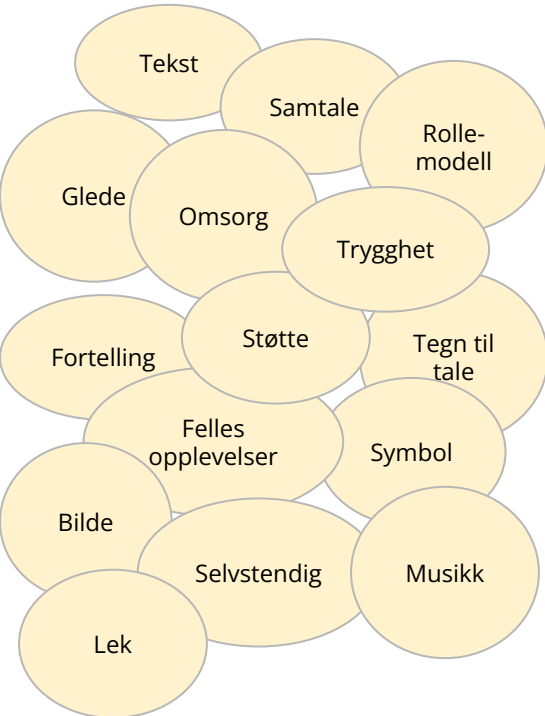 Tekst
Samtale
Rolle-
modell
Glede
Omsorg
Trygghet
Støtte
Fortelling
Tegn til
tale
Felles
opplevelser
Symbol
Bilde
Selvstendig
Musikk
Lek